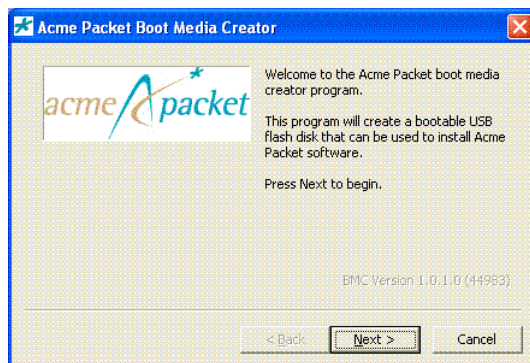 Acme Packet Boot Media Creator
acme packet
Welcome to the Acme Packet boot media
creator program.
This program will create a bootable USB
flash disk that can be used to install Acme
Packet software.
Press Next to begin.
BMC Version 1.0.1.0 (44983)
< Back
Next >
Cancel